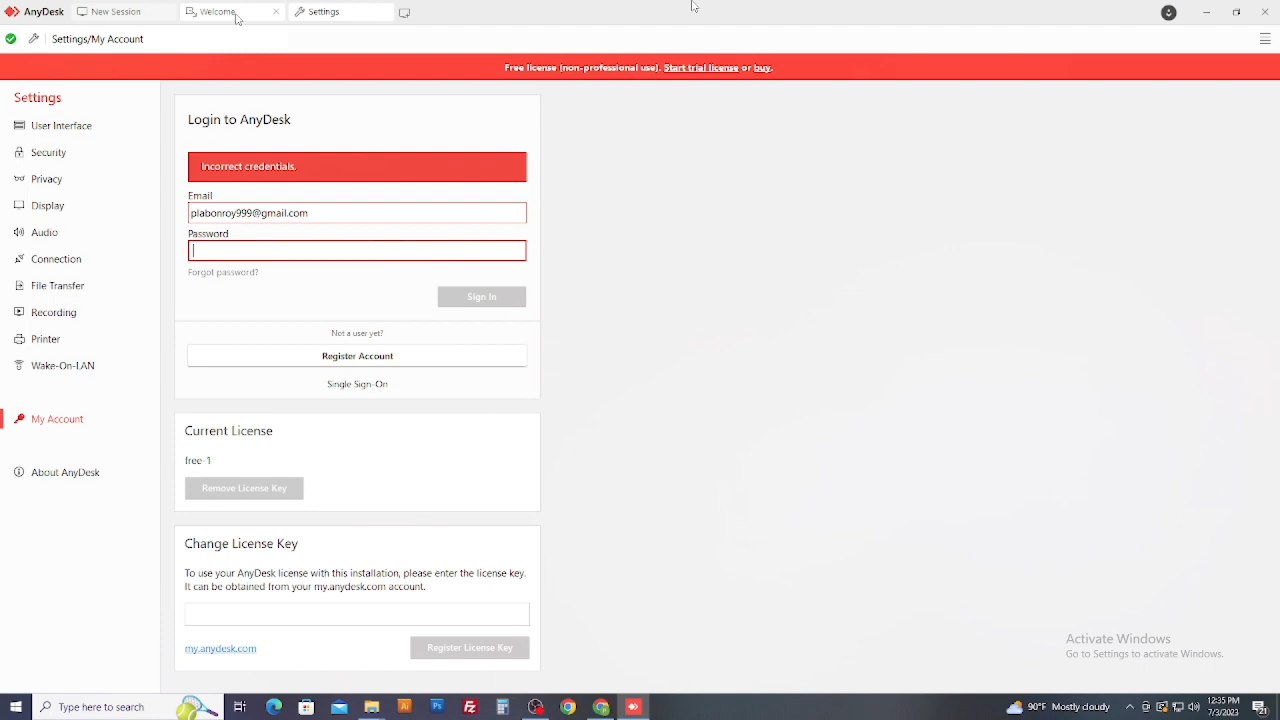 AnyDesk
New Session
Welcome
Settings
Settings/My Account
Free license [non-professional use]. Start trial license or buy.
Settings
User Interface
Security
Privacy
Display
Audio
Connection
File Transfer
Recording
Printer
Wake-On-LAN
My Account
About AnyDesk
Login to AnyDesk
Incorrect credentials.
Email
plabonroy999@gmail.com
Password
Forgot password?
Sign In
Not a user yet?
Register Account
Single Sign-On
Current License
free-1
Remove License Key
Change License Key
To use your AnyDesk license with this installation, please enter the license key.
It can be obtained from your my.anydesk.com account.
my.anydesk.com
Register License Key
Activate Windows
Go to Settings to activate Windows.
Type here to search
Ai
Ps
Fz
90°F Mostly cloudy
12:35 PM
7/3/2023